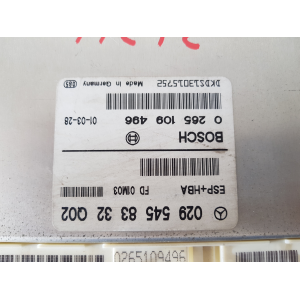 029 545 83 32 Q02
ESP+HBA FD 01M03
BOSCH
0 265 109 496 01-03-28
DKDS13015752 Made in Germany
0265109496